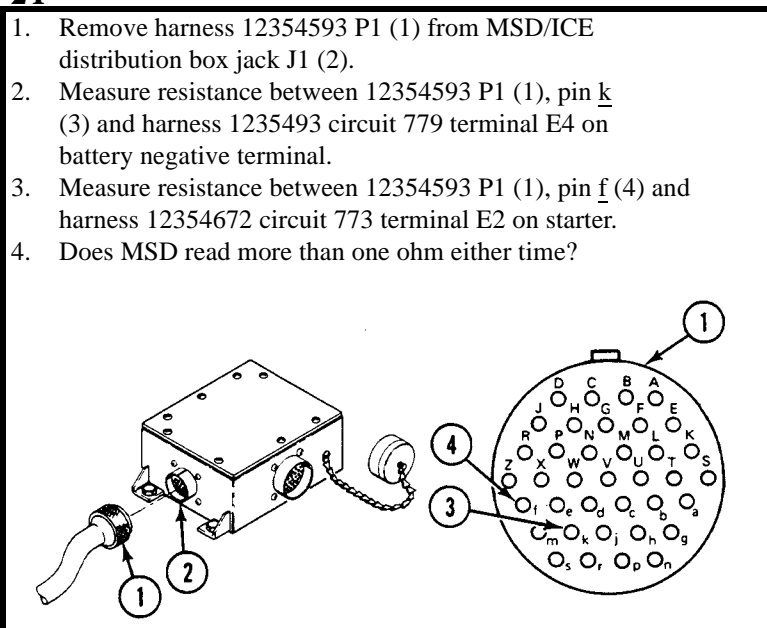 1. Remove harness 12354593 P1 (1) from MSD/ICE
distribution box jack J1 (2).
2. Measure resistance between 12354593 P1 (1), pin k
(3) and harness 1235493 circuit 779 terminal E4 on
battery negative terminal.
3. Measure resistance between 12354593 P1 (1), pin f (4) and
harness 12354672 circuit 773 terminal E2 on starter.
4. Does MSD read more than one ohm either time?
1
D C B A
J H G F E
R P N M L K
Z X W V U T S
4
f e d c b a
3
m k j h g
s r p n
1
2